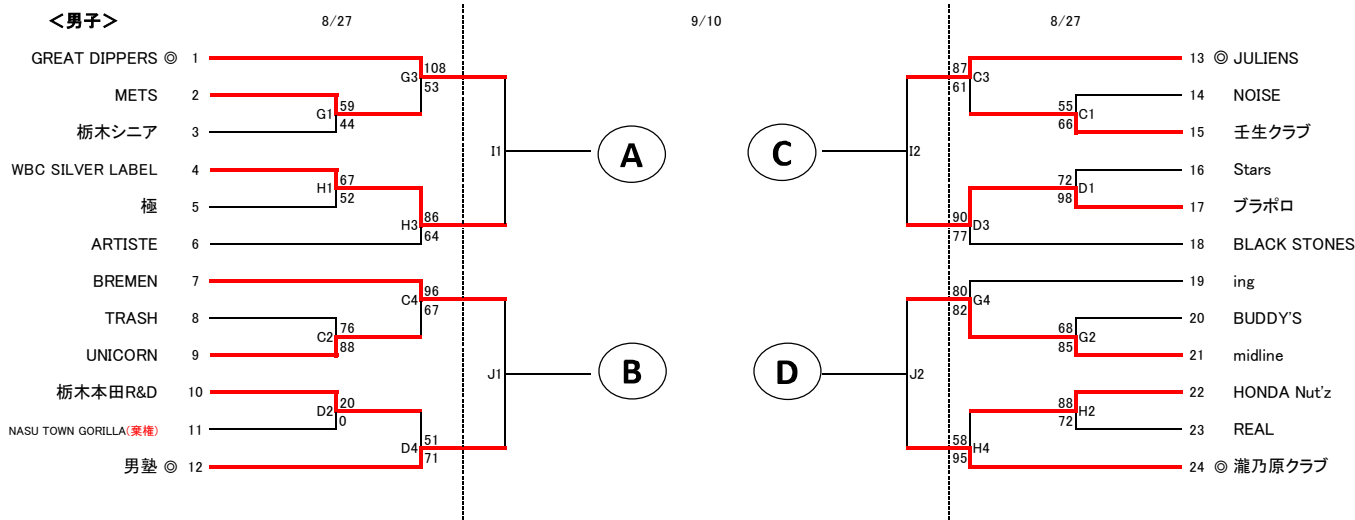 <男子>
8/27
9/10
8/27
GREAT DIPPERS ◎ 1
METS 2
栃木シニア 3
WBC SILVER LABEL 4
極 5
ARTISTE 6
BREMEN 7
TRASH 8
UNICORN 9
栃木本田R&D 10
NASU TOWN GORILLA(棄権) 11
男塾 ◎ 12
G1 59
44
H1 67
52
C2 76
88
D2 20
0
G3 108
53
H3 86
64
C4 96
67
D4 51
71
I1
J1
A
B
C
D
I2
J2
87 C3
61
90 D3
77
80 G4
82
58 H4
95
55 C1
66
72 D1
98
68 G2
85
88 H2
72
13 ◎ JULIENS
14 NOISE
15 壬生クラブ
16 Stars
17 ブラポロ
18 BLACK STONES
19 ing
20 BUDDY'S
21 midline
22 HONDA Nut'z
23 REAL
24 ◎ 瀧乃原クラブ